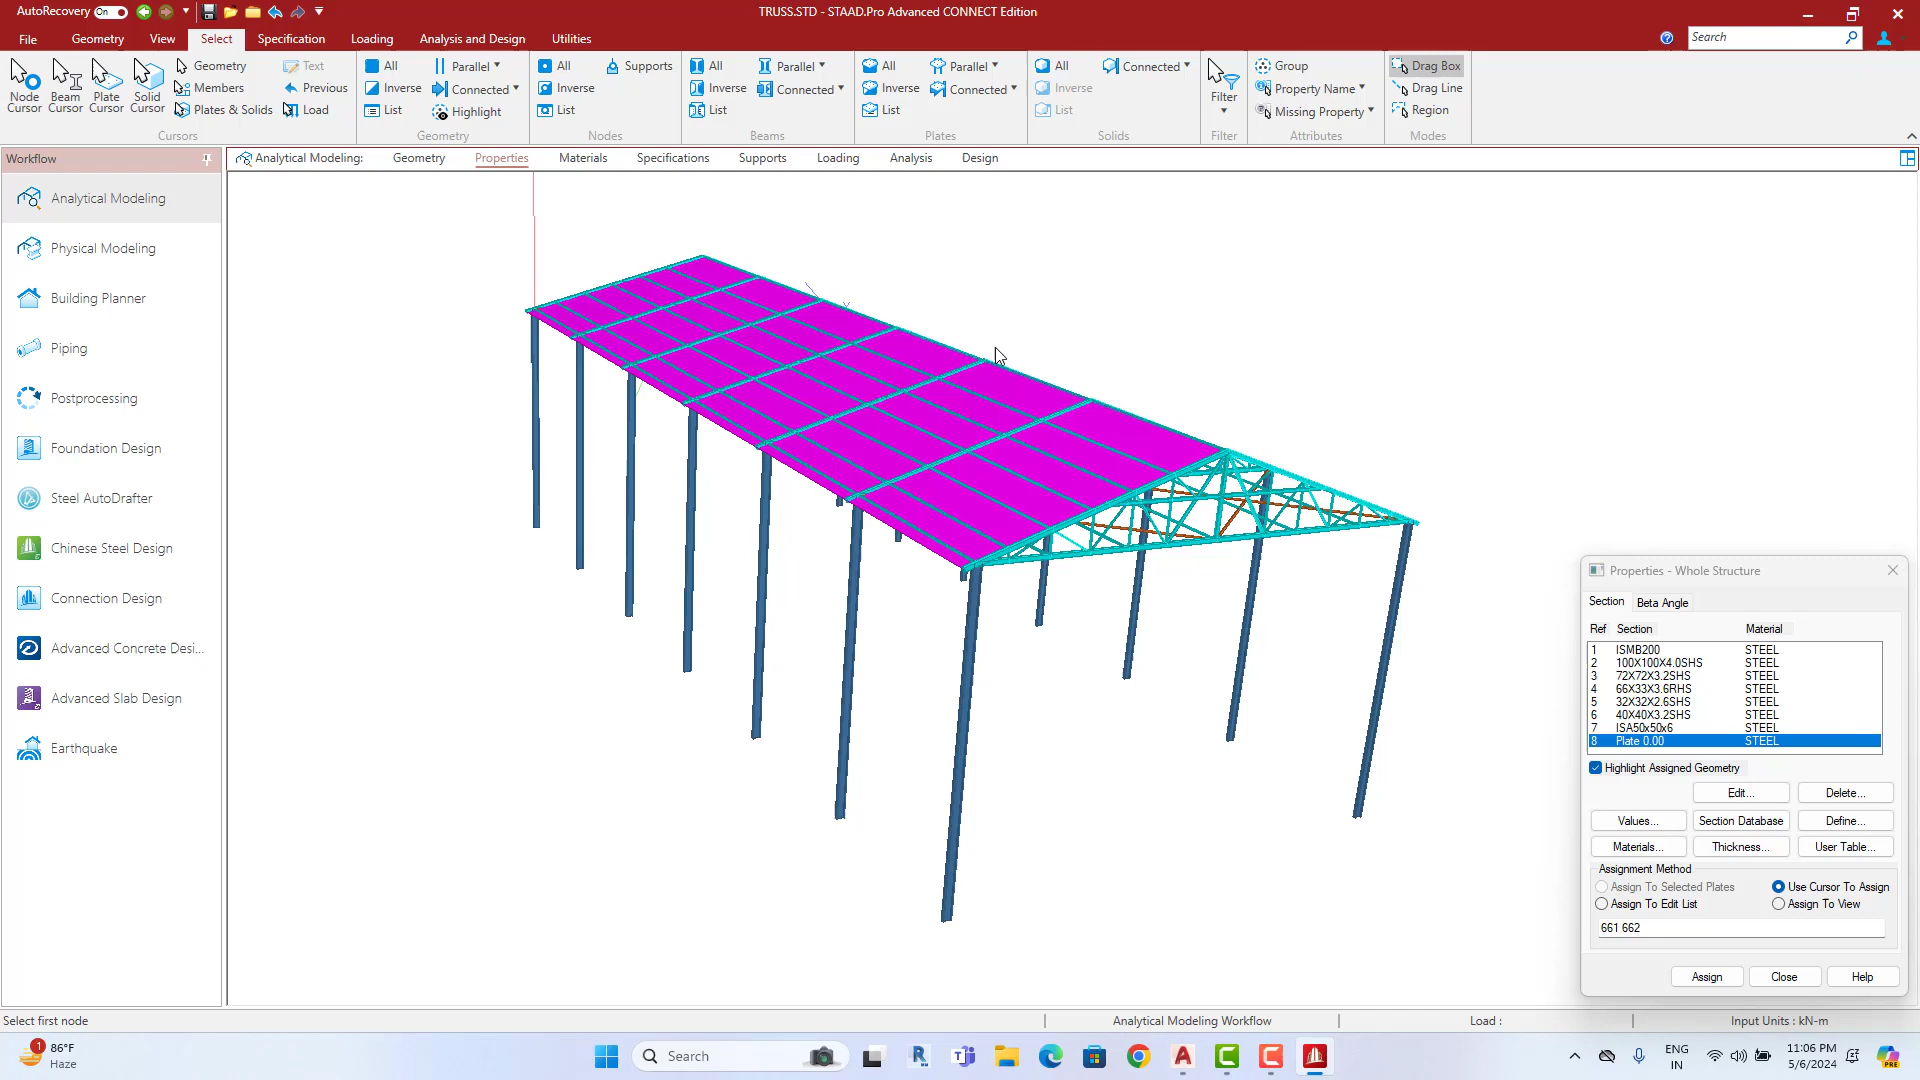 AutoRecovery On TRUSS.STD - STAAD.Pro Advanced CONNECT Edition
File Geometry View Select Specification Loading Analysis and Design Utilities Search
Node Cursor
Beam Cursor
Plate Cursor
Solid Cursor
Geometry
Members
Plates & Solids
Text
Previous
Load
Cursors
All
Inverse
List
Parallel
Connected
Highlight
Geometry
All
Inverse
List
Supports
Nodes
All
Inverse
List
Parallel
Connected
Beams
All
Inverse
List
Parallel
Connected
Plates
All
Inverse
List
Connected
Solids
Filter
Filter
Group
Property Name
Missing Property
Attributes
Drag Box
Drag Line
Region
Modes
Workflow
Analytical Modeling: Geometry Properties Materials Specifications Supports Loading Analysis Design
Analytical Modeling
Physical Modeling
Building Planner
Piping
Postprocessing
Foundation Design
Steel AutoDrafter
Chinese Steel Design
Connection Design
Advanced Concrete Desi...
Advanced Slab Design
Earthquake
Properties - Whole Structure
Section Beta Angle
Ref Section Material
1 ISMB200 STEEL
2 100X100X4.0SHS STEEL
3 72X72X3.2SHS STEEL
4 66X33X3.6RHS STEEL
5 32X32X2.6SHS STEEL
6 40X40X3.2SHS STEEL
7 ISA50x50x6 STEEL
8 Plate 0.00 STEEL
Highlight Assigned Geometry
Edit... Delete...
Values... Section Database Define...
Materials... Thickness... User Table...
Assignment Method
Assign To Selected Plates Use Cursor To Assign
Assign To Edit List Assign To View
661 662
Assign Close Help
Select first node Analytical Modeling Workflow Load : Input Units : kN-m
1
86°F
Haze
Search
ENG
IN
11:06 PM
5/6/2024
PRE